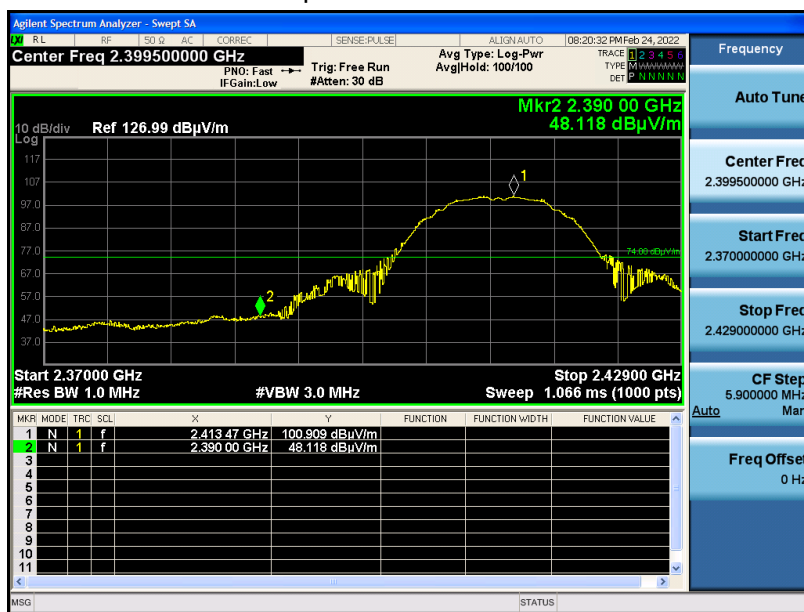 Agilent Spectrum Analyzer - Swept SA
LXI RL RF 50 Ω AC CORREC SENSE:PULSE ALIGNAUTO 08:20:32 PM Feb 24, 2022
Center Freq 2.399500000 GHz
PNO: Fast
IFGain:Low
Trig: Free Run
#Atten: 30 dB
Avg Type: Log-Pwr
Avg|Hold: 100/100
TRACE 1 2 3 4 5 6
TYPE M WWWWW
DET P N N N N N
Mkr2 2.390 00 GHz
48.118 dBµV/m
10 dB/div Ref 126.99 dBµV/m
Log
117
107
97.0
87.0
77.0
67.0
57.0
47.0
37.0
1
2
74.00 dBµV/m
Start 2.37000 GHz Stop 2.42900 GHz
#Res BW 1.0 MHz #VBW 3.0 MHz Sweep 1.066 ms (1000 pts)
MKR MODE TRC SCL X Y FUNCTION FUNCTION WIDTH FUNCTION VALUE
1 N 1 f 2.413 47 GHz 100.909 dBµV/m
2 N 1 f 2.390 00 GHz 48.118 dBµV/m
3
4
5
6
7
8
9
10
11
MSG STATUS
Frequency
Auto Tune
Center Freq
2.399500000 GHz
Start Freq
2.370000000 GHz
Stop Freq
2.429000000 GHz
CF Step
5.900000 MHz
Auto Man
Freq Offset
0 Hz